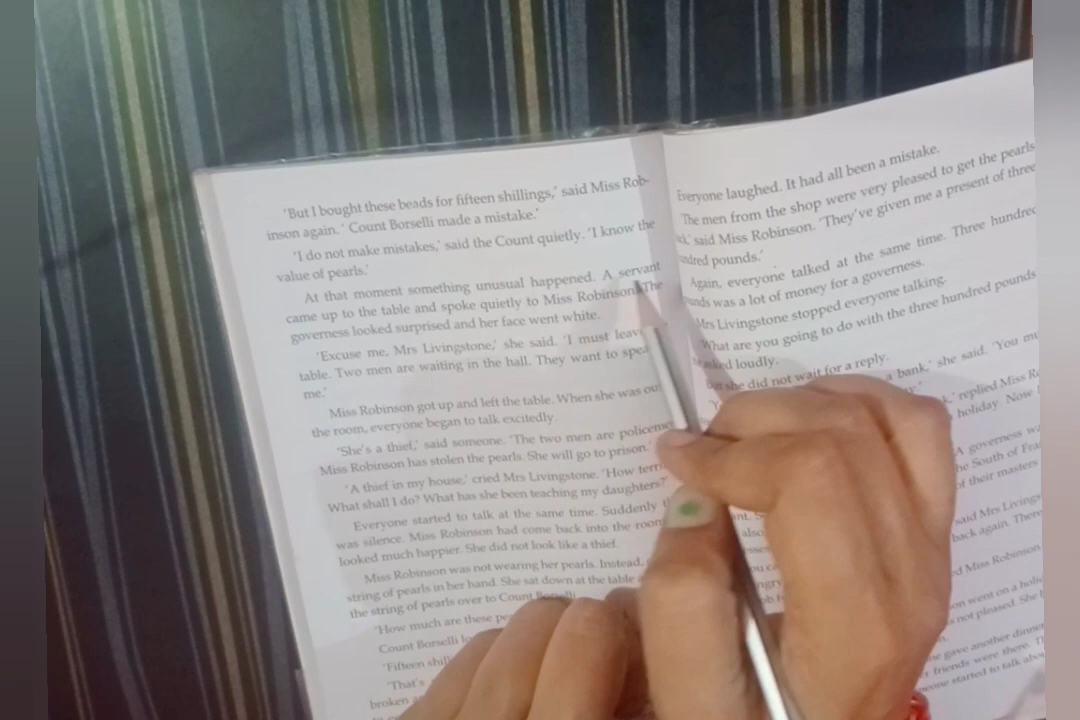 'But I bought these beads for fifteen shillings,' said Miss Rob-
inson again. ' Count Borselli made a mistake.'
'I do not make mistakes,' said the Count quietly. 'I know the
value of pearls.'
At that moment something unusual happened. A servant
came up to the table and spoke quietly to Miss Robinson. The
governess looked surprised and her face went white.
'Excuse me, Mrs Livingstone,' she said. 'I must leave
table. Two men are waiting in the hall. They want to spea
me.'
Miss Robinson got up and left the table. When she was ou
the room, everyone began to talk excitedly.
'She's a thief,' said someone. 'The two men are policeme
Miss Robinson has stolen the pearls. She will go to prison.'
'A thief in my house,' cried Mrs Livingstone. 'How terri
What shall I do? What has she been teaching my daughters?'
Everyone started to talk at the same time. Suddenly t
was silence. Miss Robinson had come back into the room
looked much happier. She did not look like a thief.
Miss Robinson was not wearing her pearls. Instead,
string of pearls in her hand. She sat down at the table a
the string of pearls over to Count Borselli
'How much are these pe
Count Borselli lo
'Fifteen shill
'That's
broken a
Everyone laughed. It had all been a mistake.
The men from the shop were very pleased to get the pearls
said Miss Robinson. 'They've given me a present of three
hundred pounds.'
Again, everyone talked at the same time. Three hundred
ounds was a lot of money for a governess.
Mrs Livingstone stopped everyone talking.
What are you going to do with the three hundred pounds
asked loudly.
But she did not wait for a reply.
a bank,' she said. 'You mu
replied Miss R
holiday. Now
A governess wa
he South of Fra
of their masters
said Mrs Livings
back again. There
ed Miss Robinson
on went on a holi
not pleased. She
gave another dinner
friends were there. T
eone started to talk abo